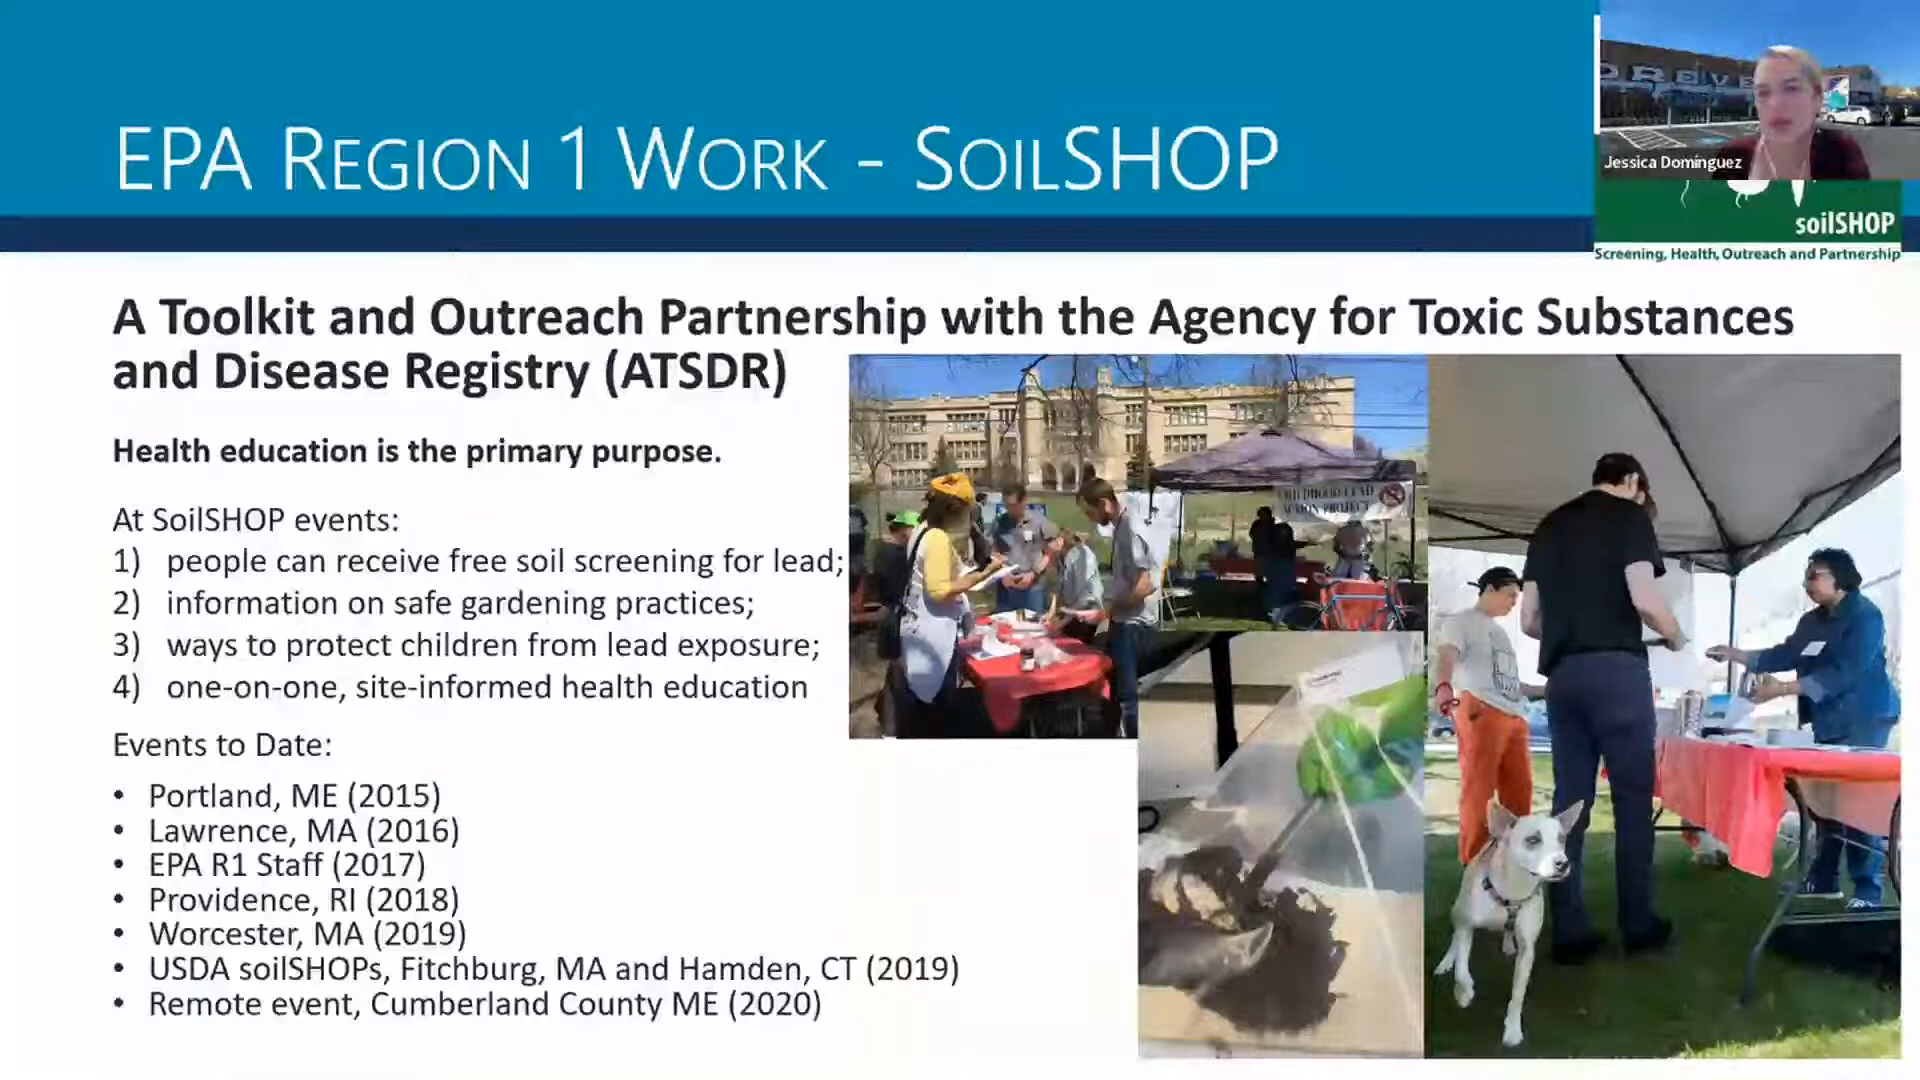 EPA REGION 1 WORK - SOILSHOP
Jessica Dominguez
soilSHOP
Screening, Health, Outreach and Partnership
A Toolkit and Outreach Partnership with the Agency for Toxic Substances
and Disease Registry (ATSDR)
Health education is the primary purpose.
At SoilSHOP events:
1) people can receive free soil screening for lead;
2) information on safe gardening practices;
3) ways to protect children from lead exposure;
4) one-on-one, site-informed health education
Events to Date:
• Portland, ME (2015)
• Lawrence, MA (2016)
• EPA R1 Staff (2017)
• Providence, RI (2018)
• Worcester, MA (2019)
• USDA soilSHOPs, Fitchburg, MA and Hamden, CT (2019)
• Remote event, Cumberland County ME (2020)
CHILDHOOD LEAD
ACTION PROJECT